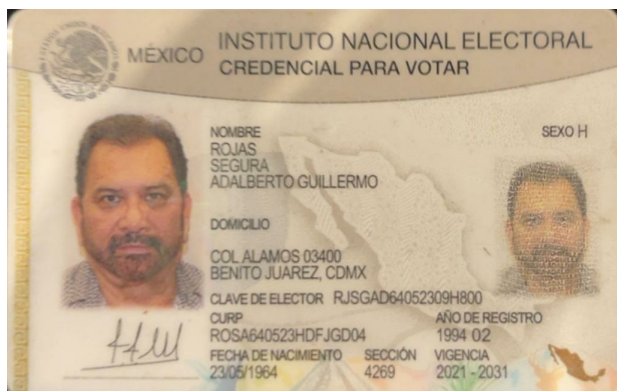 MÉXICO INSTITUTO NACIONAL ELECTORAL
CREDENCIAL PARA VOTAR
NOMBRE SEXO H
ROJAS
SEGURA
ADALBERTO GUILLERMO
DOMICILIO
COL ALAMOS 03400
BENITO JUAREZ, CDMX
CLAVE DE ELECTOR RJSGAD64052309H800
CURP AÑO DE REGISTRO
ROSA640523HDFJGD04 1994 02
FECHA DE NACIMIENTO SECCIÓN VIGENCIA
23/05/1964 4269 2021 - 2031